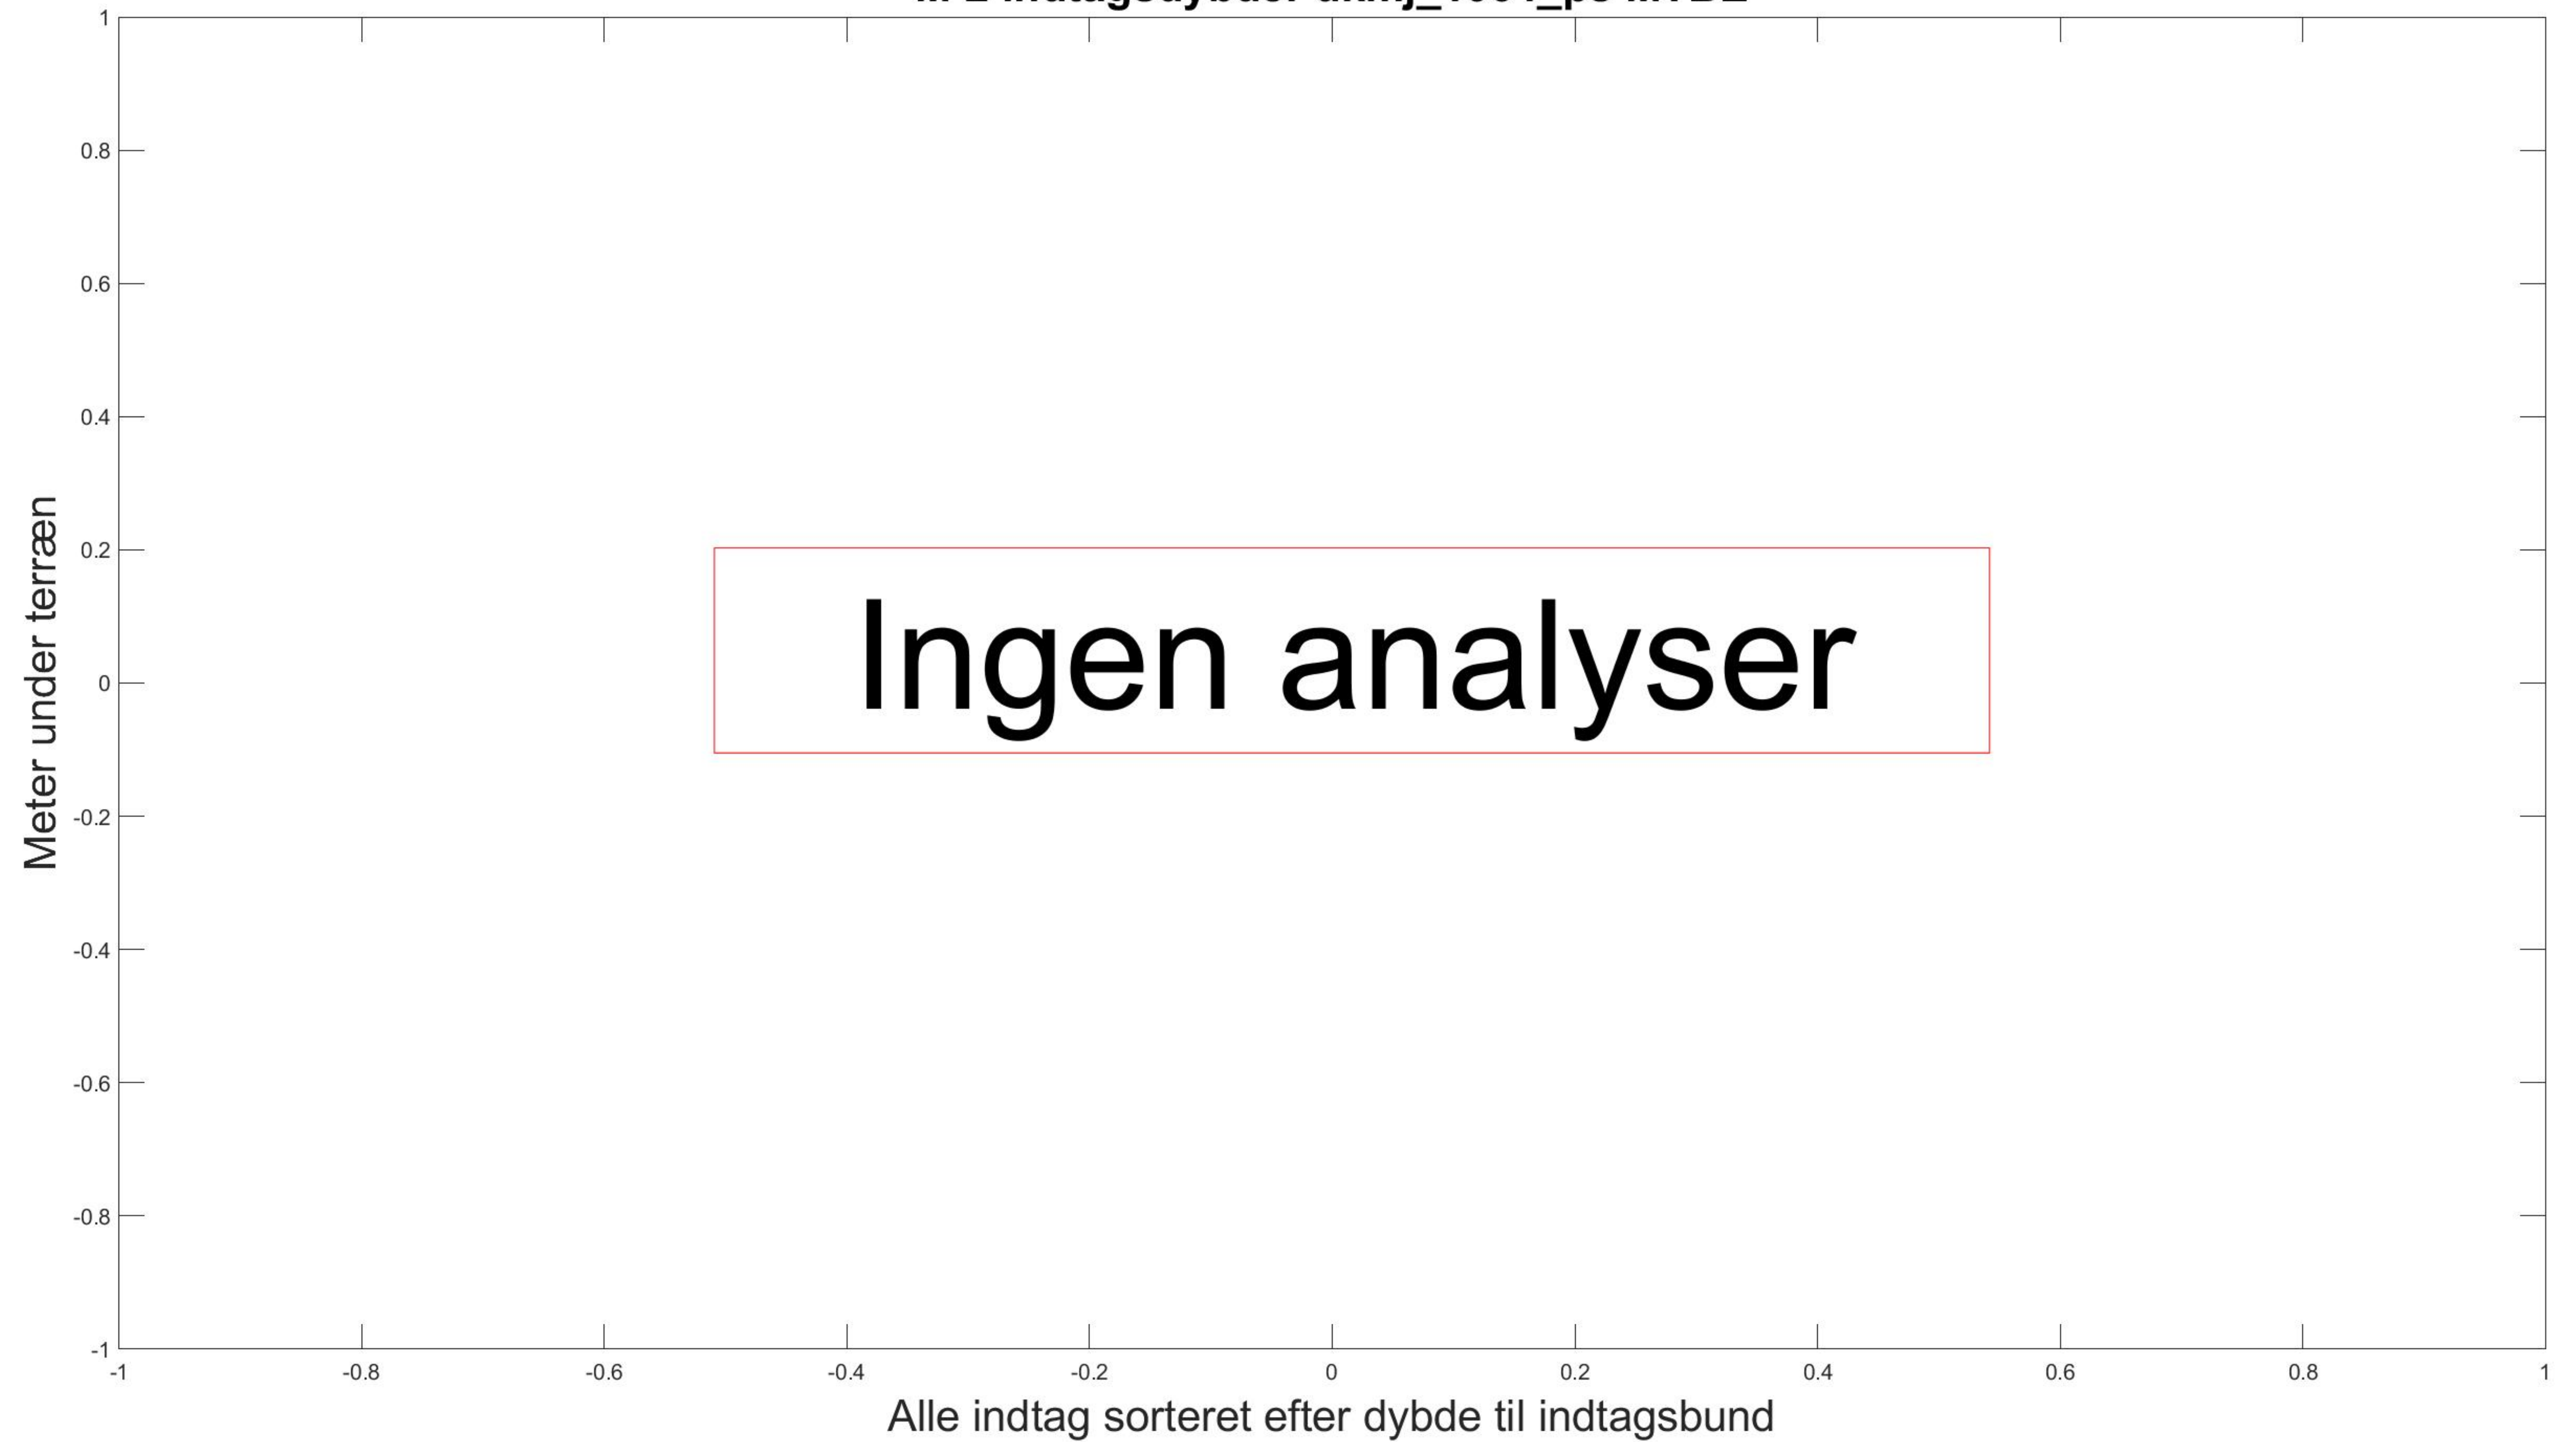 1
0.8
0.6
0.4
0.2
0
-0.2
-0.4
-0.6
-0.8
-1
Meter under terræn
Ingen analyser
-1 -0.8 -0.6 -0.4 -0.2 0 0.2 0.4 0.6 0.8 1
Alle indtag sorteret efter dybde til indtagsbund